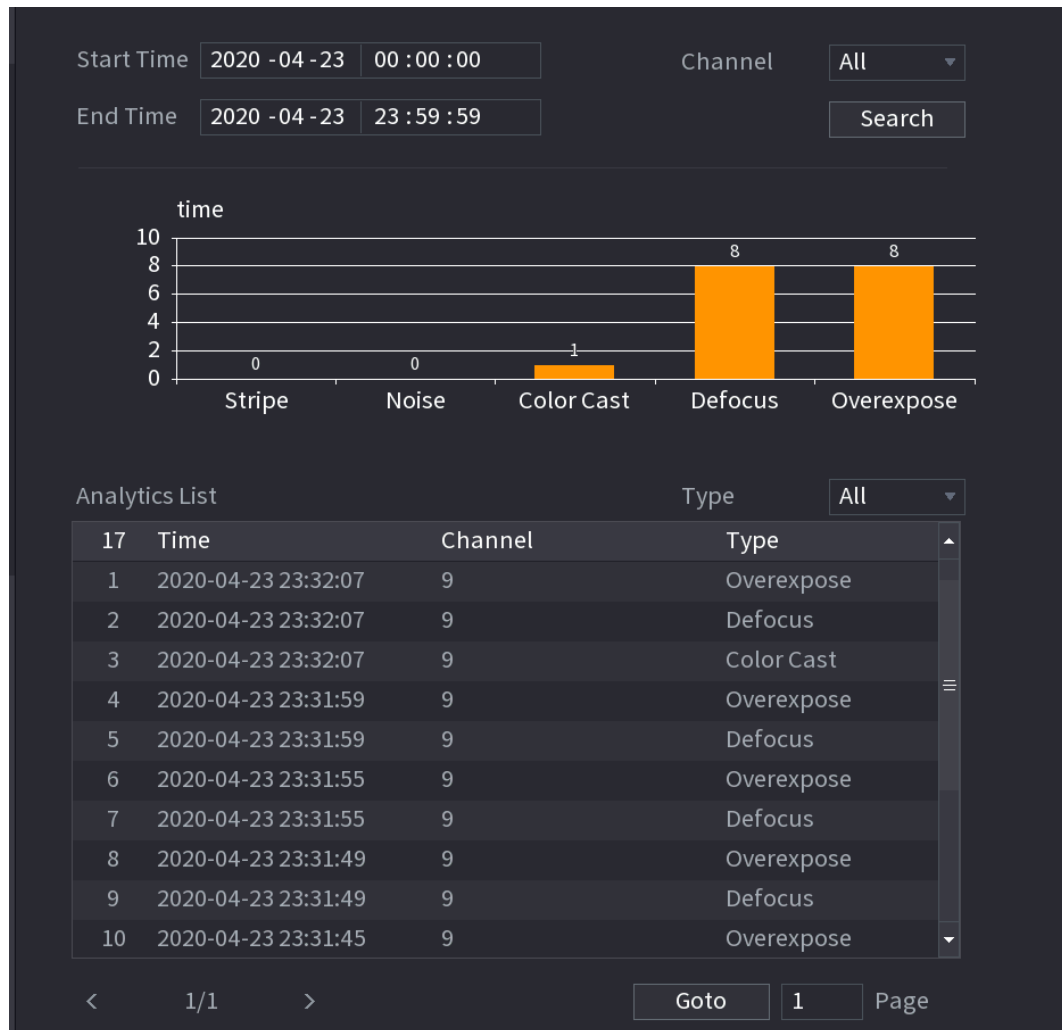 Start Time 2020 -04 -23 00 : 00 : 00 Channel All
End Time 2020 -04 -23 23 : 59 : 59 Search
time
10
8 8 8
6
4
2 1
0 0 0
Stripe Noise Color Cast Defocus Overexpose
Analytics List Type All
17 Time Channel Type
1 2020-04-23 23:32:07 9 Overexpose
2 2020-04-23 23:32:07 9 Defocus
3 2020-04-23 23:32:07 9 Color Cast
4 2020-04-23 23:31:59 9 Overexpose
5 2020-04-23 23:31:59 9 Defocus
6 2020-04-23 23:31:55 9 Overexpose
7 2020-04-23 23:31:55 9 Defocus
8 2020-04-23 23:31:49 9 Overexpose
9 2020-04-23 23:31:49 9 Defocus
10 2020-04-23 23:31:45 9 Overexpose
< 1/1 > Goto 1 Page